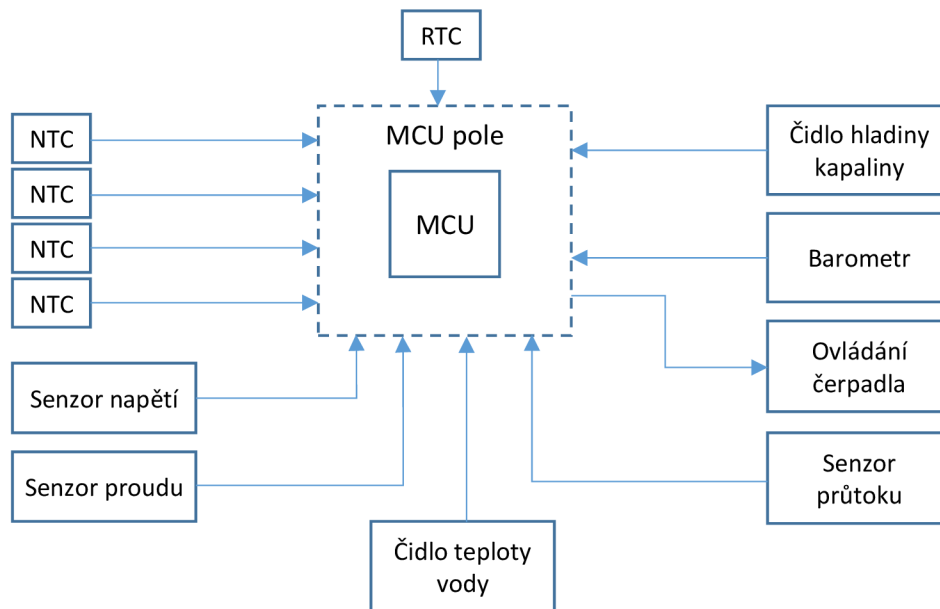 RTC
MCU pole
MCU
NTC
NTC
NTC
NTC
Senzor napětí
Senzor proudu
Čidlo teploty
vody
Čidlo hladiny
kapaliny
Barometr
Ovládání
čerpadla
Senzor
průtoku